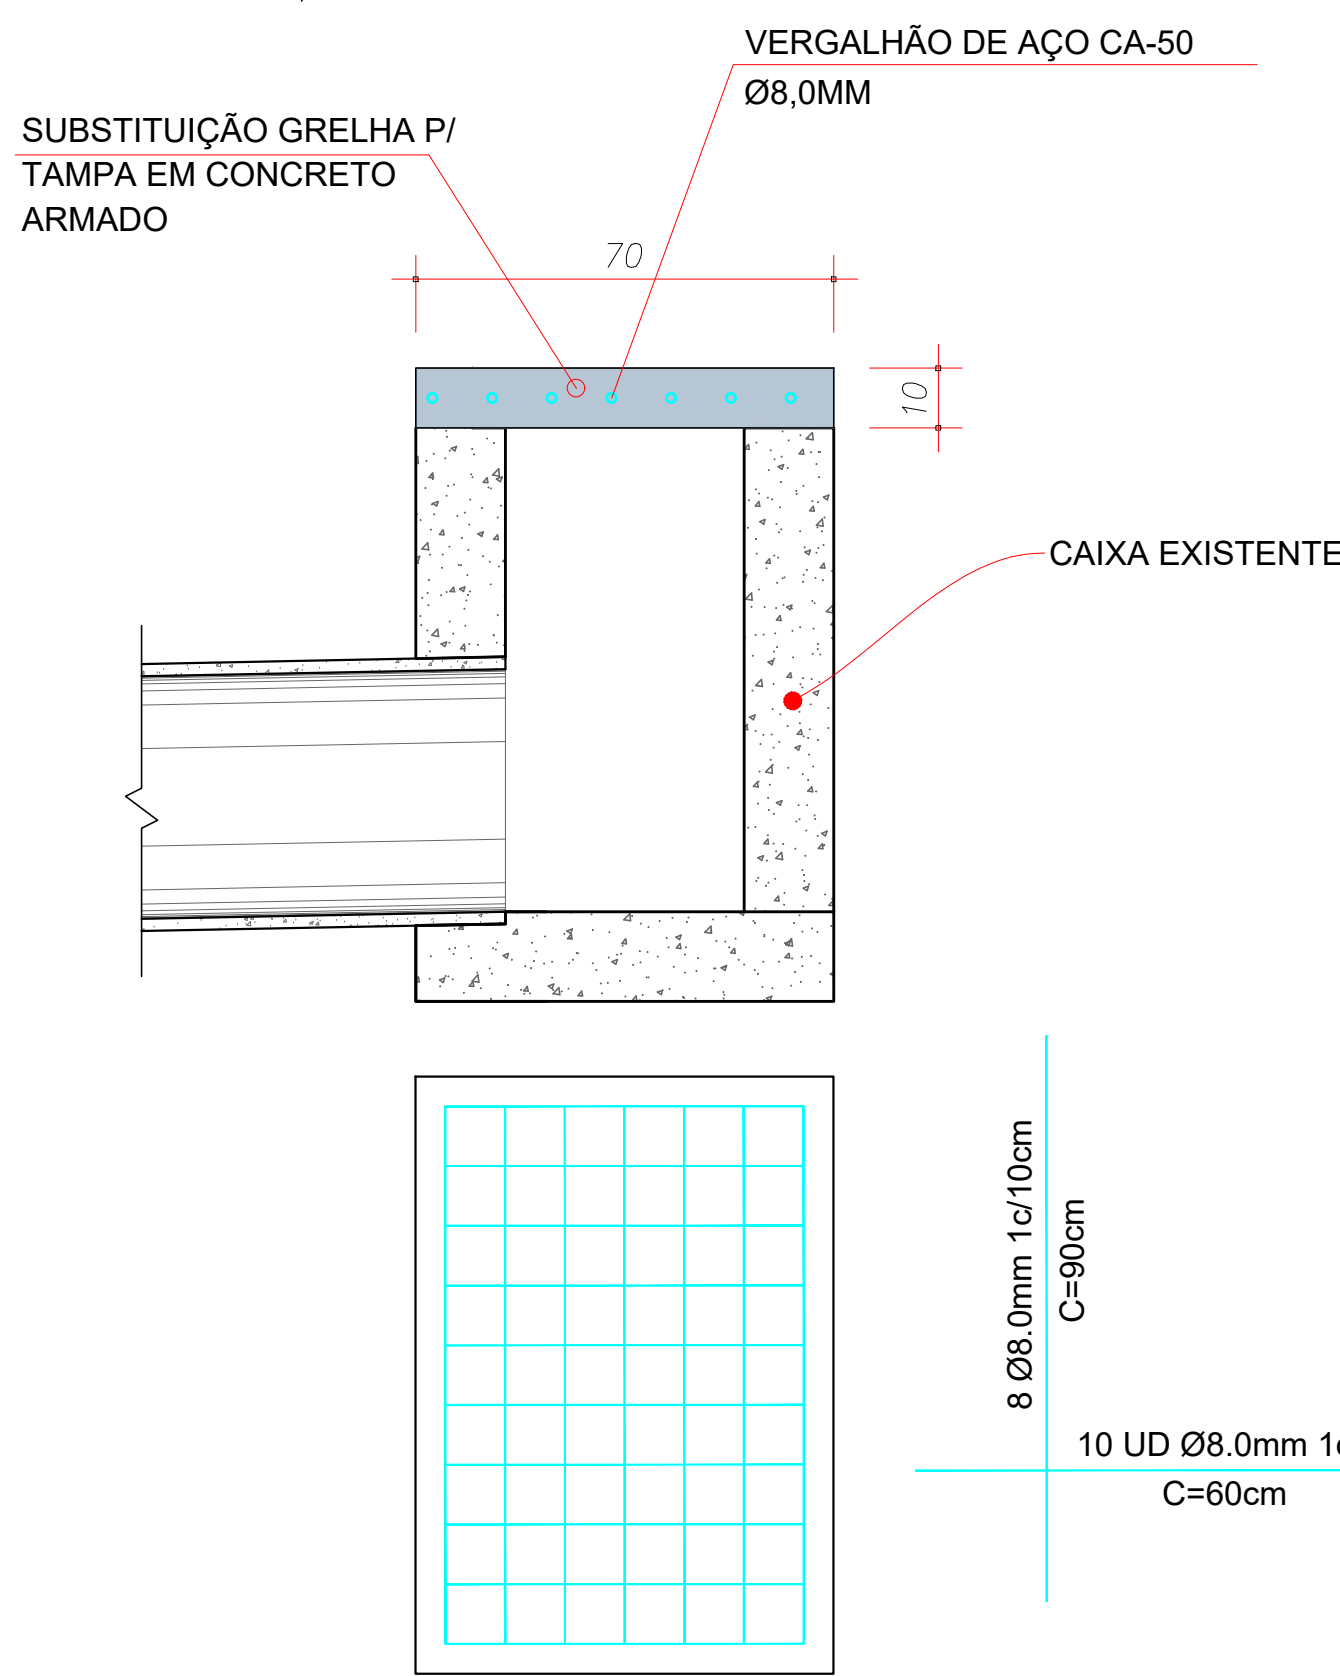 VERGALHÃO DE AÇO CA-50
Ø8,0MM
SUBSTITUIÇÃO GRELHA P/
TAMPA EM CONCRETO
ARMADO
70
10
CAIXA EXISTENTE
8 Ø8.0mm 1c/10cm
C=90cm
10 UD Ø8.0mm
C=60cm